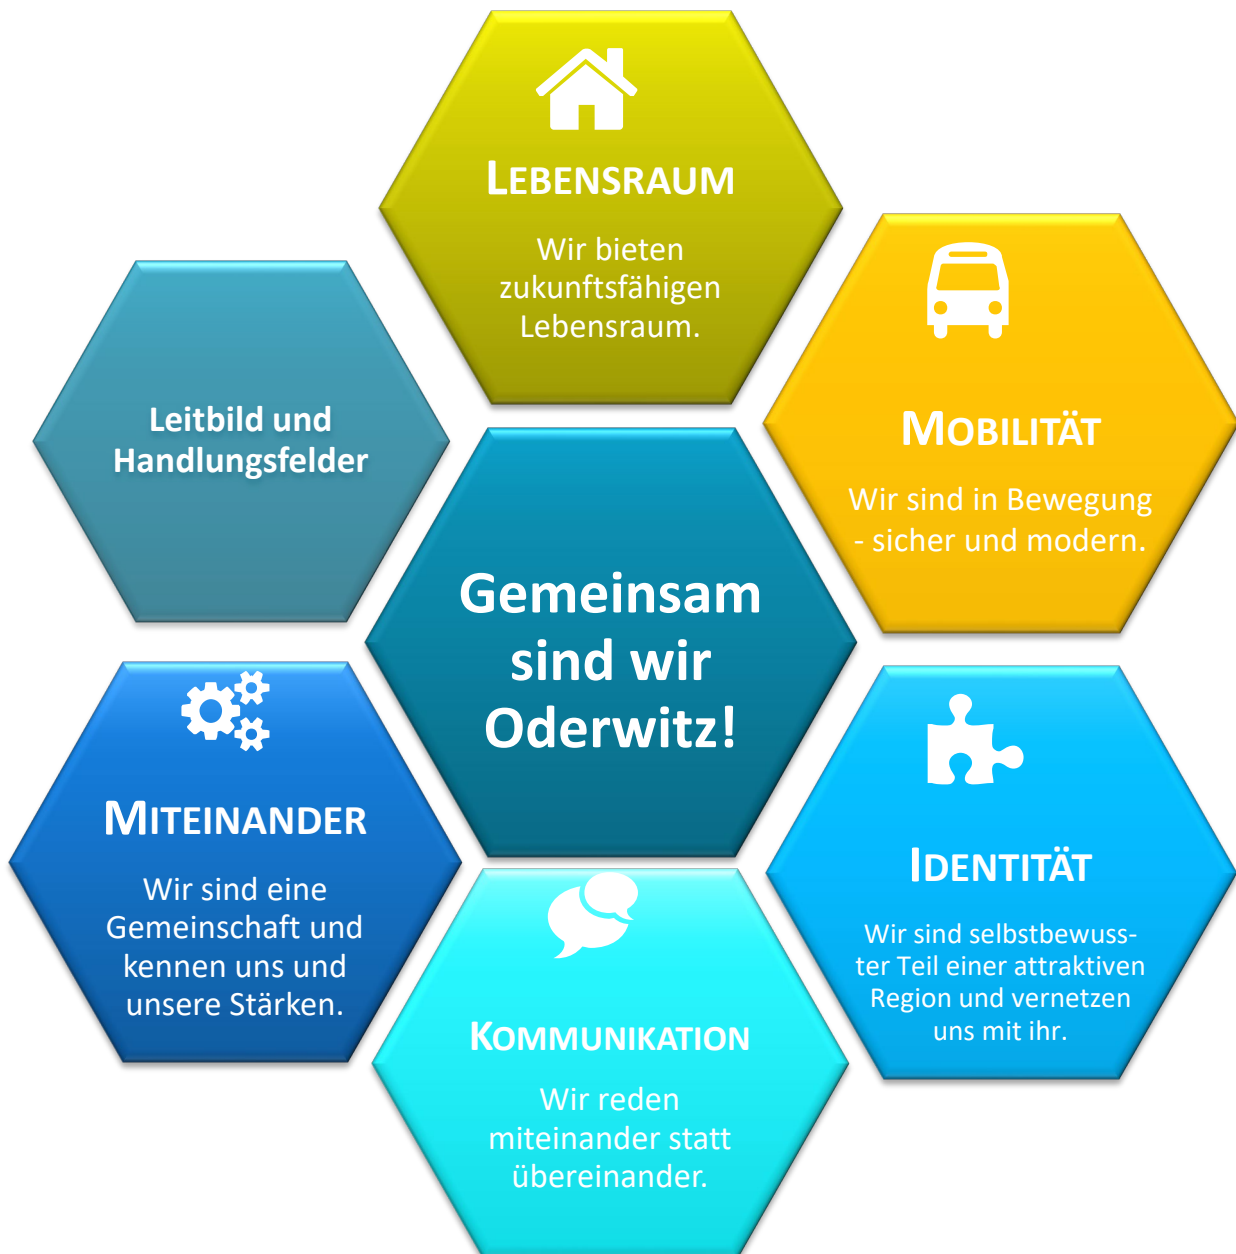 LEBENSRAUM
Wir bieten
zukunftsfähigen
Lebensraum.
MOBILITÄT
Wir sind in Bewegung
- sicher und modern.
Leitbild und
Handlungsfelder
Gemeinsam
sind wir
Oderwitz!
MITEINANDER
Wir sind eine
Gemeinschaft und
kennen uns und
unsere Stärken.
IDENTITÄT
Wir sind selbstbewuss-
ter Teil einer attraktiven
Region und vernetzen
uns mit ihr.
KOMMUNIKATION
Wir reden
miteinander statt
übereinander.